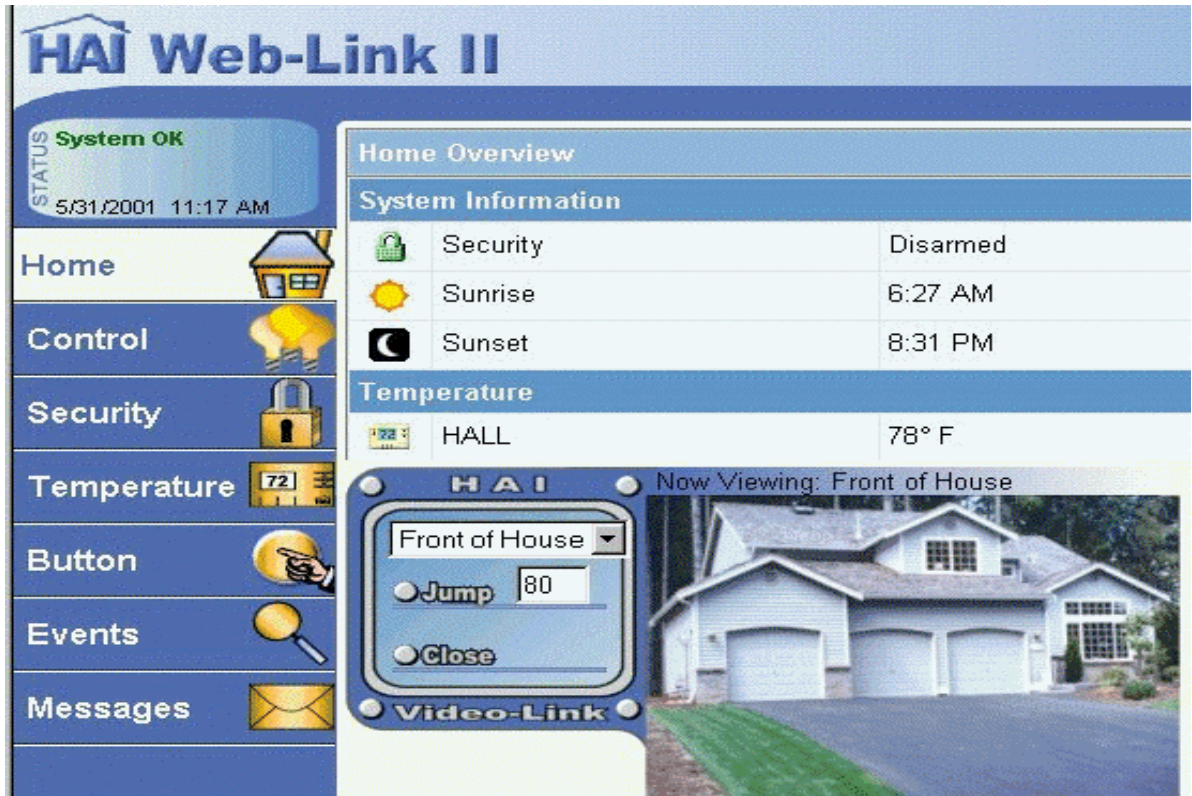 HAI Web-Link II
STATUS
System OK
5/31/2001 11:17 AM
Home
Control
Security
Temperature
72
Button
Events
Messages
Home Overview
System Information
Security Disarmed
Sunrise 6:27 AM
Sunset 8:31 PM
Temperature
72
HALL 78° F
HAI
Front of House
Jump 80
Close
Video-Link
Now Viewing: Front of House